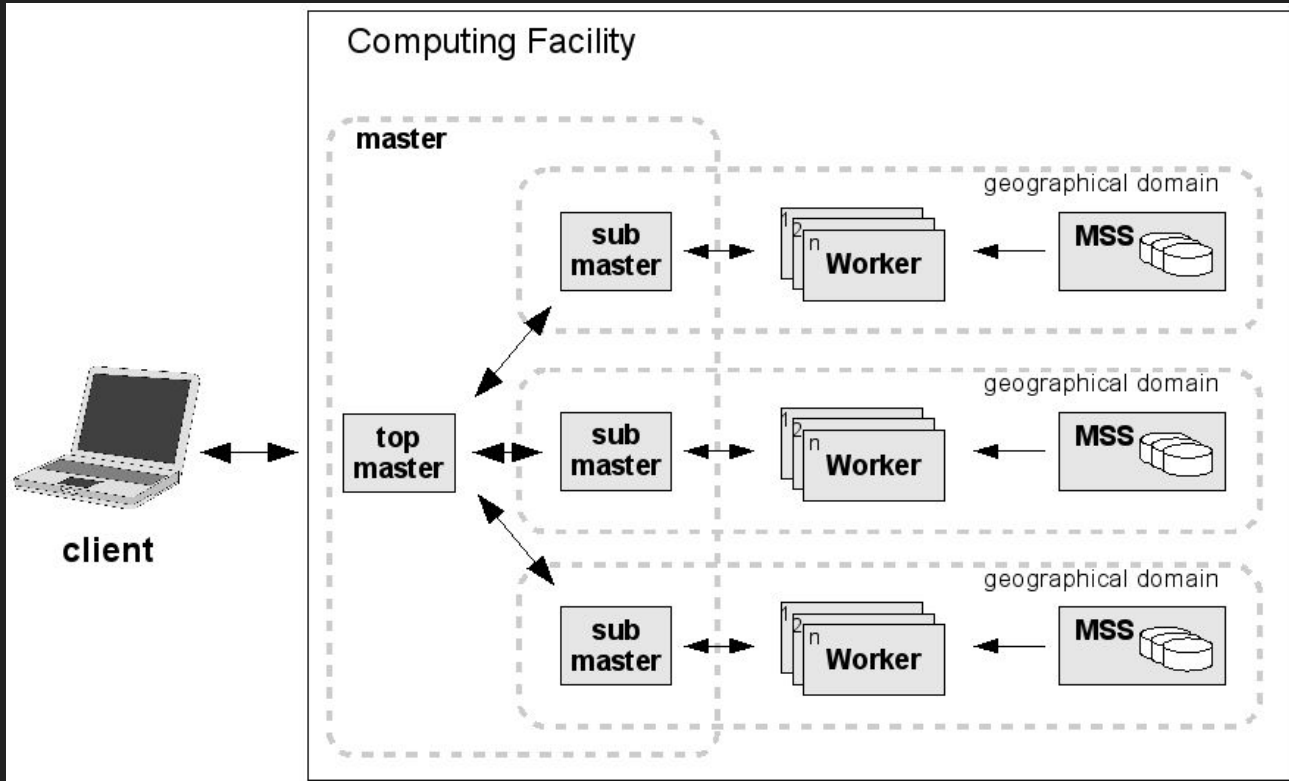 Computing Facility
master
geographical domain
sub
master
1
2
n
Worker
MSS
geographical domain
top
master
sub
master
1
2
n
Worker
MSS
client
geographical domain
sub
master
1
2
n
Worker
MSS